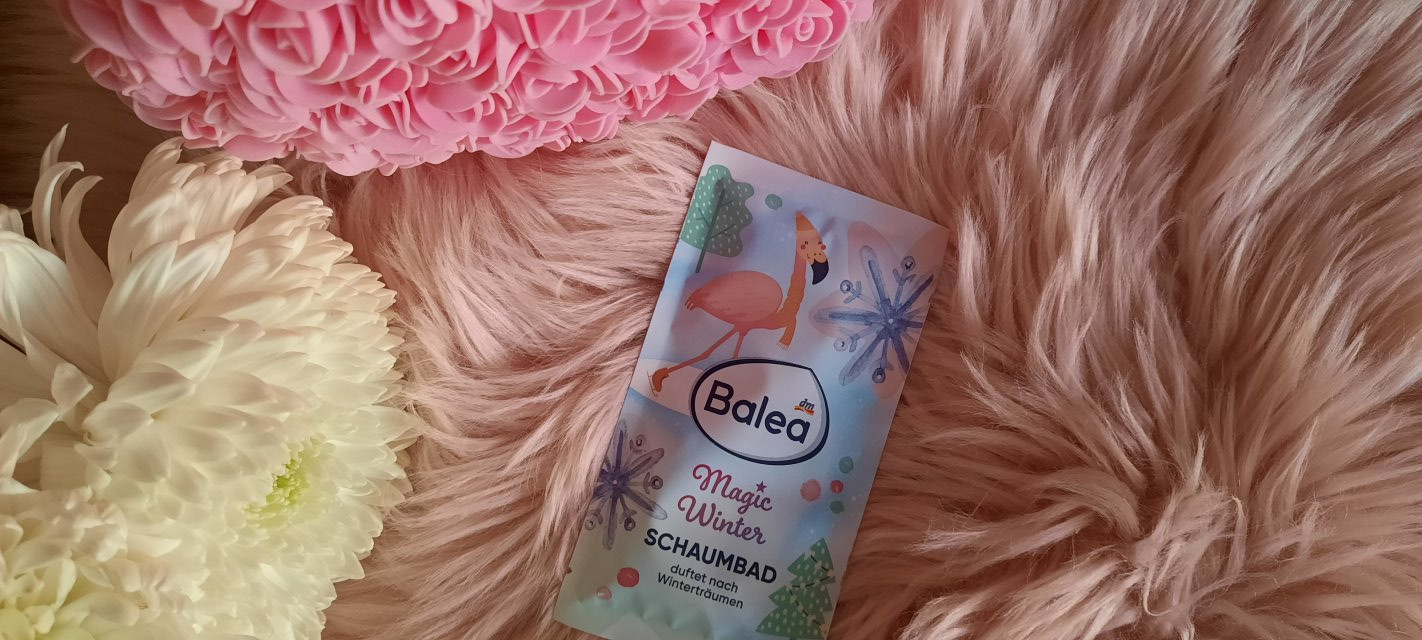 Balea
dm
Magic
Winter
SCHAUMBAD
duftet nach
Winterträumen